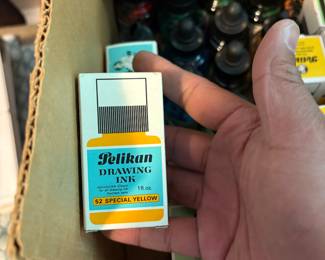 Pelikan
DRAWING
INK
1 fl. oz.
52 SPECIAL YELLOW